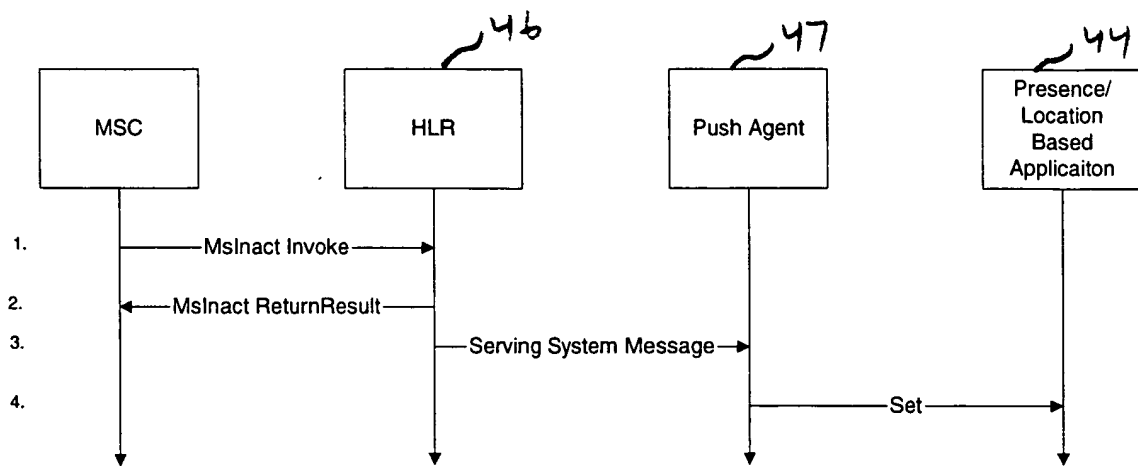 46
47
44
MSC
HLR
Push Agent
Presence/
Location
Based
Applicaiton
1.
MsInact Invoke
2.
MsInact ReturnResult
3.
Serving System Message
4.
Set